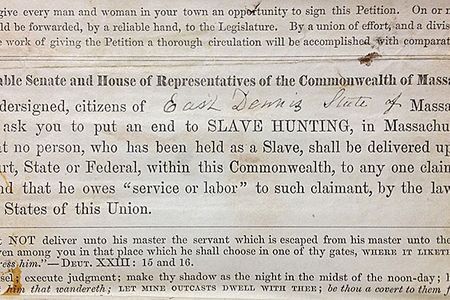 give every man and woman in your town an opportunity to sign this Petition. On or
ould be forwarded, by a reliable hand, to the Legislature. By a union of effort, and a divis
e work of giving the Petition a thorough circulation will be accomplished with comparat
able Senate and House of Representatives of the Commonwealth of Massa
dersigned, citizens of East Dennis State of Massa
ask you to put an end to SLAVE HUNTING, in Massachu
at no person, who has been held as a Slave, shall be delivered up
urt, State or Federal, within this Commonwealth, to any one claim
nd that he owes “service or labor” to such claimant, by the law
States of this Union.
t NOT deliver unto his master the servant which is escaped from his master unto the
ven among you in that place which he shall choose in one of thy gates, WHERE IT LIKETH
press him.”—DEUT. XXIII: 15 and 16.
sel; execute judgment; make thy shadow as the night in the midst of the noon-day;
t him that wandereth; LET MINE OUTCASTS DWELL WITH THEE; be thou a covert to them f